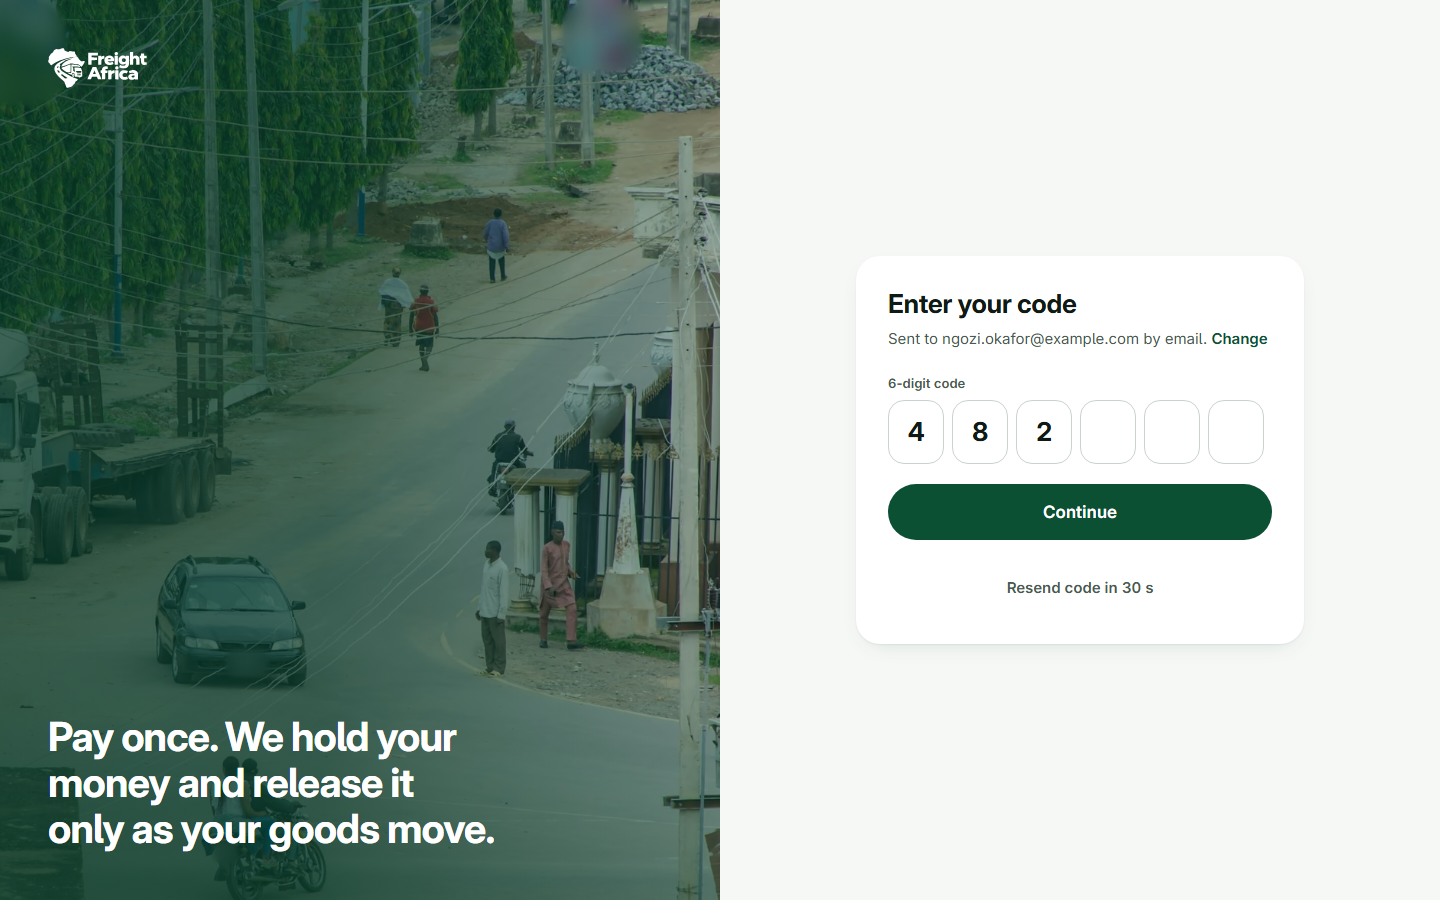 Freight
Africa
Pay once. We hold your
money and release it
only as your goods move.
Enter your code
Sent to ngozi.okafor@example.com by email. Change
6-digit code
4 8 2
Continue
Resend code in 30 s